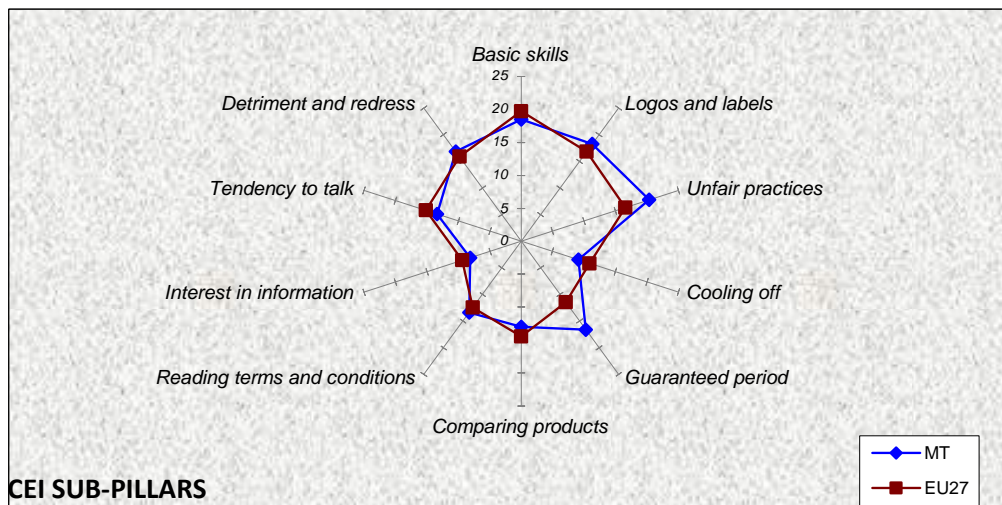 Basic skills
25
Detriment and redress
20
Logos and labels
15
10
Tendency to talk
5
Unfair practices
0
Interest in information
Cooling off
Reading terms and conditions
Guaranteed period
Comparing products
MT
EU27
CEI SUB-PILLARS